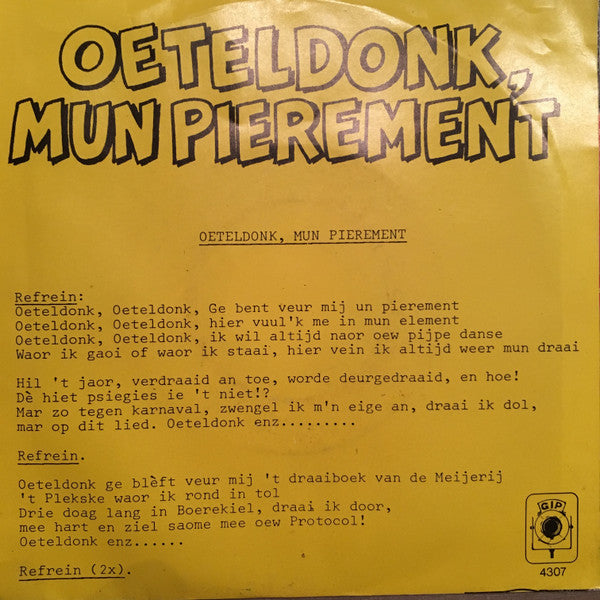 OETELDONK,
MUN PIEREMENT
OETELDONK, MUN PIEREMENT
Refrein:
Oeteldonk, Oeteldonk, Ge bent veur mij un pierement
Oeteldonk, Oeteldonk, hier vuul'k me in mun element
Oeteldonk, Oeteldonk, ik wil altijd naor oew pijpe danse
Waor ik gaoi of waor ik staai, hier vein ik altijd weer mun draai
Hil 't jaor, verdraaid an toe, worde deurgedraaid, en hoe!
Dè hiet psiegies ie 't niet!?
Mar zo tegen karnaval, zwengel ik m'n eige an, draai ik dol,
mar op dit lied. Oeteldonk enz.........
Refrein.
Oeteldonk ge blèft veur mij 't draaiboek van de Meijerij
't Plekske waor ik rond in tol
Drie doag lang in Boerekiel, draai ik door,
mee hart en ziel saome mee oew Protocol!
Oeteldonk enz......
Refrein (2x).
GIP
4307